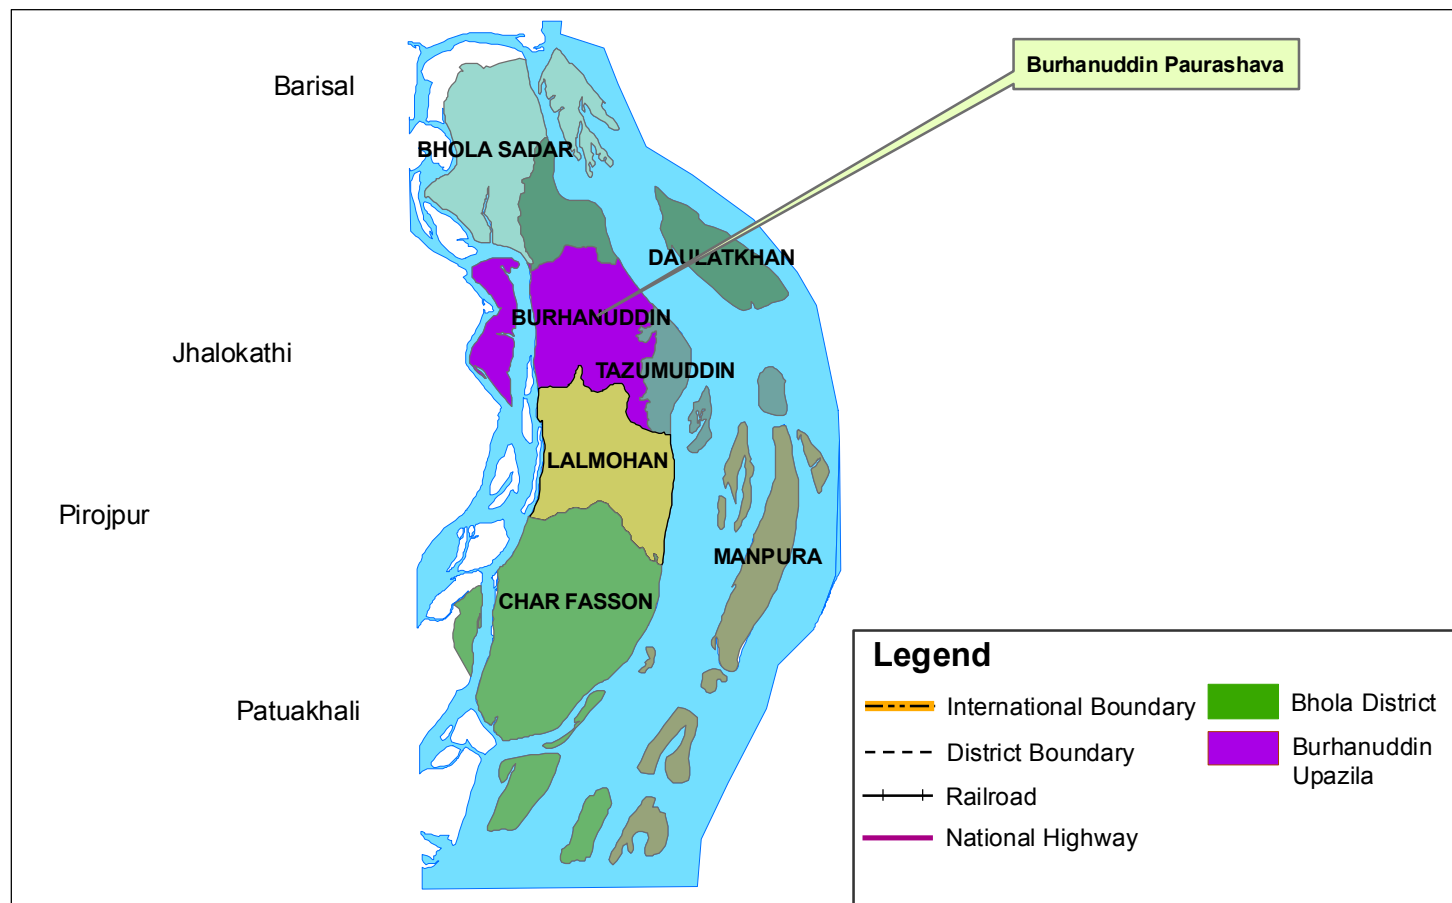 Burhanuddin Paurashava
Barisal
BHOLA SADAR
DAULATKHAN
BURHANUDDIN
Jhalokathi
TAZUMUDDIN
LALMOHAN
Pirojpur
MANPURA
CHAR FASSON
Patuakhali
Legend
International Boundary
District Boundary
Railroad
National Highway
Bhola District
Burhanuddin
Upazila